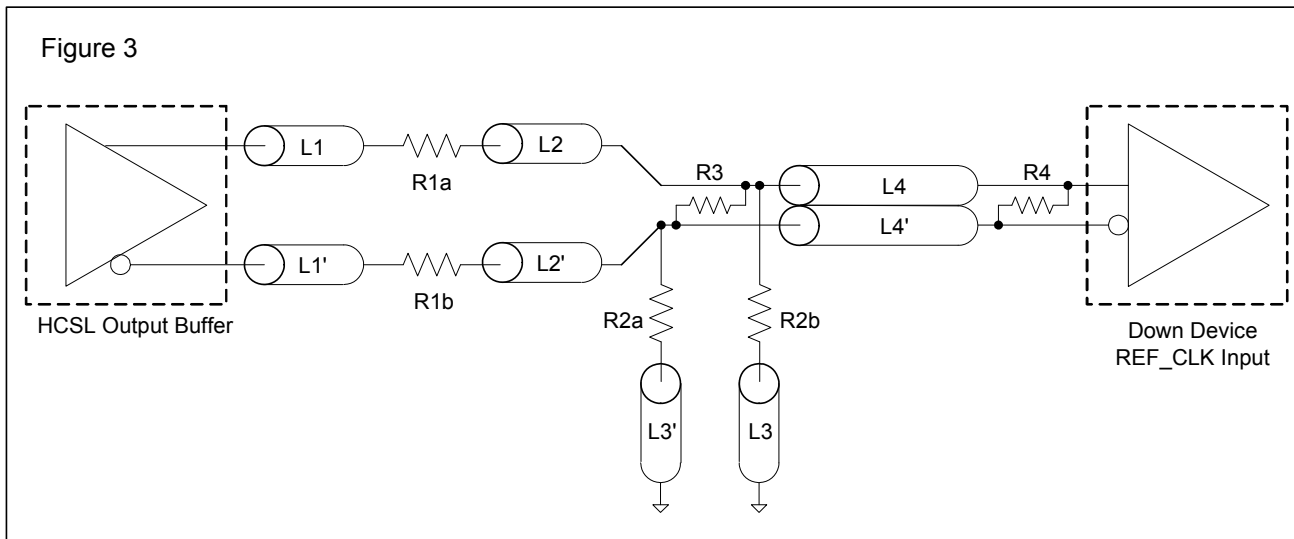 Figure 3
L1
R1a
L2
R3
L4
R4
L4'
L1'
R1b
L2'
HCSL Output Buffer
R2a
R2b
Down Device
REF_CLK Input
L3'
L3